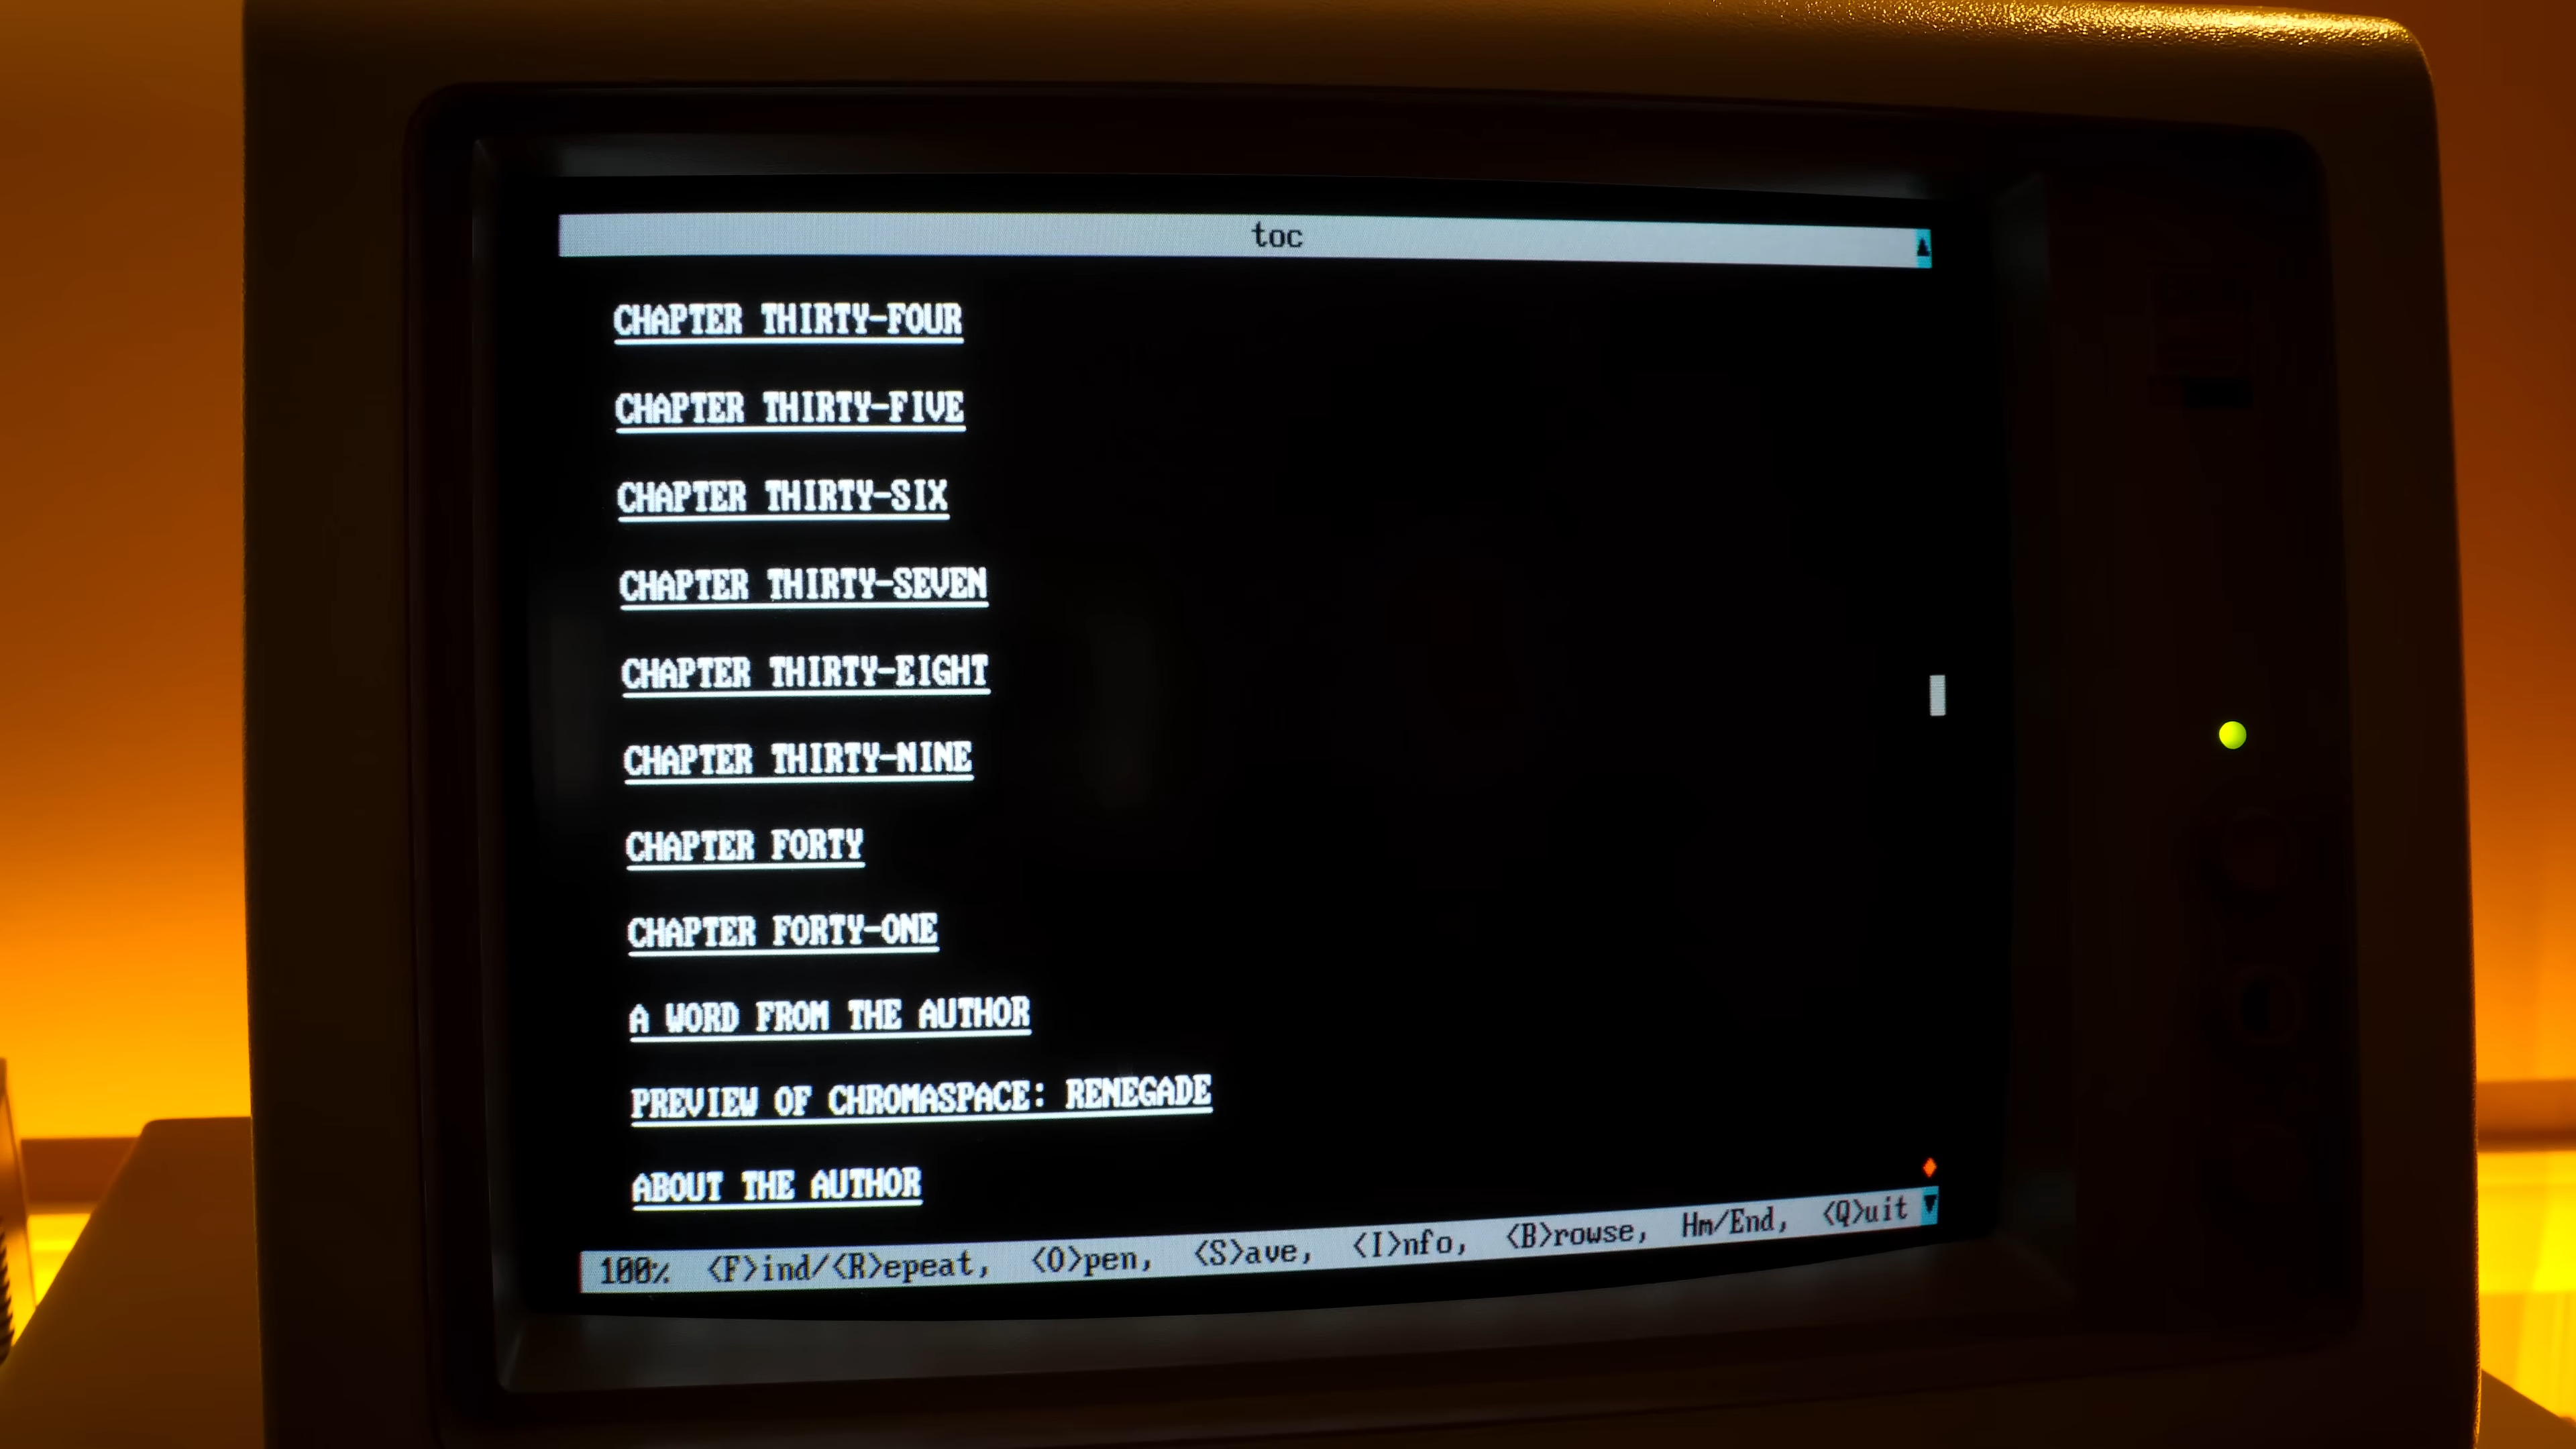 toc
CHAPTER THIRTY-FOUR
CHAPTER THIRTY-FIVE
CHAPTER THIRTY-SIX
CHAPTER THIRTY-SEVEN
CHAPTER THIRTY-EIGHT
CHAPTER THIRTY-NINE
CHAPTER FORTY
CHAPTER FORTY-ONE
A WORD FROM THE AUTHOR
PREVIEW OF CHROMASPACE: RENEGADE
ABOUT THE AUTHOR
100% <F>ind/<R>epeat, <O>pen, <S>ave, <I>nfo, <B>rowse, Hm/End, <Q>uit